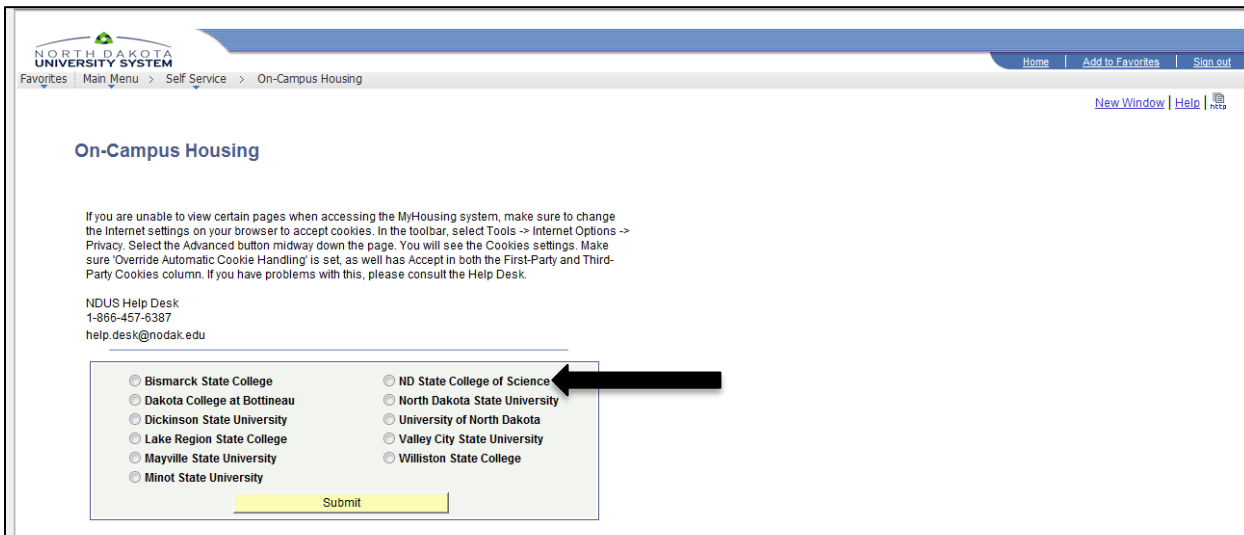 NORTH DAKOTA
UNIVERSITY SYSTEM
Home | Add to Favorites | Sign out
Favorites Main Menu > Self Service > On-Campus Housing
New Window | Help | http
On-Campus Housing
If you are unable to view certain pages when accessing the MyHousing system, make sure to change
the Internet settings on your browser to accept cookies. In the toolbar, select Tools -> Internet Options ->
Privacy. Select the Advanced button midway down the page. You will see the Cookies settings. Make
sure 'Override Automatic Cookie Handling' is set, as well has Accept in both the First-Party and Third-
Party Cookies column. If you have problems with this, please consult the Help Desk.
NDUS Help Desk
1-866-457-6387
help.desk@nodak.edu
Bismarck State College
Dakota College at Bottineau
Dickinson State University
Lake Region State College
Mayville State University
Minot State University
ND State College of Science
North Dakota State University
University of North Dakota
Valley City State University
Williston State College
Submit